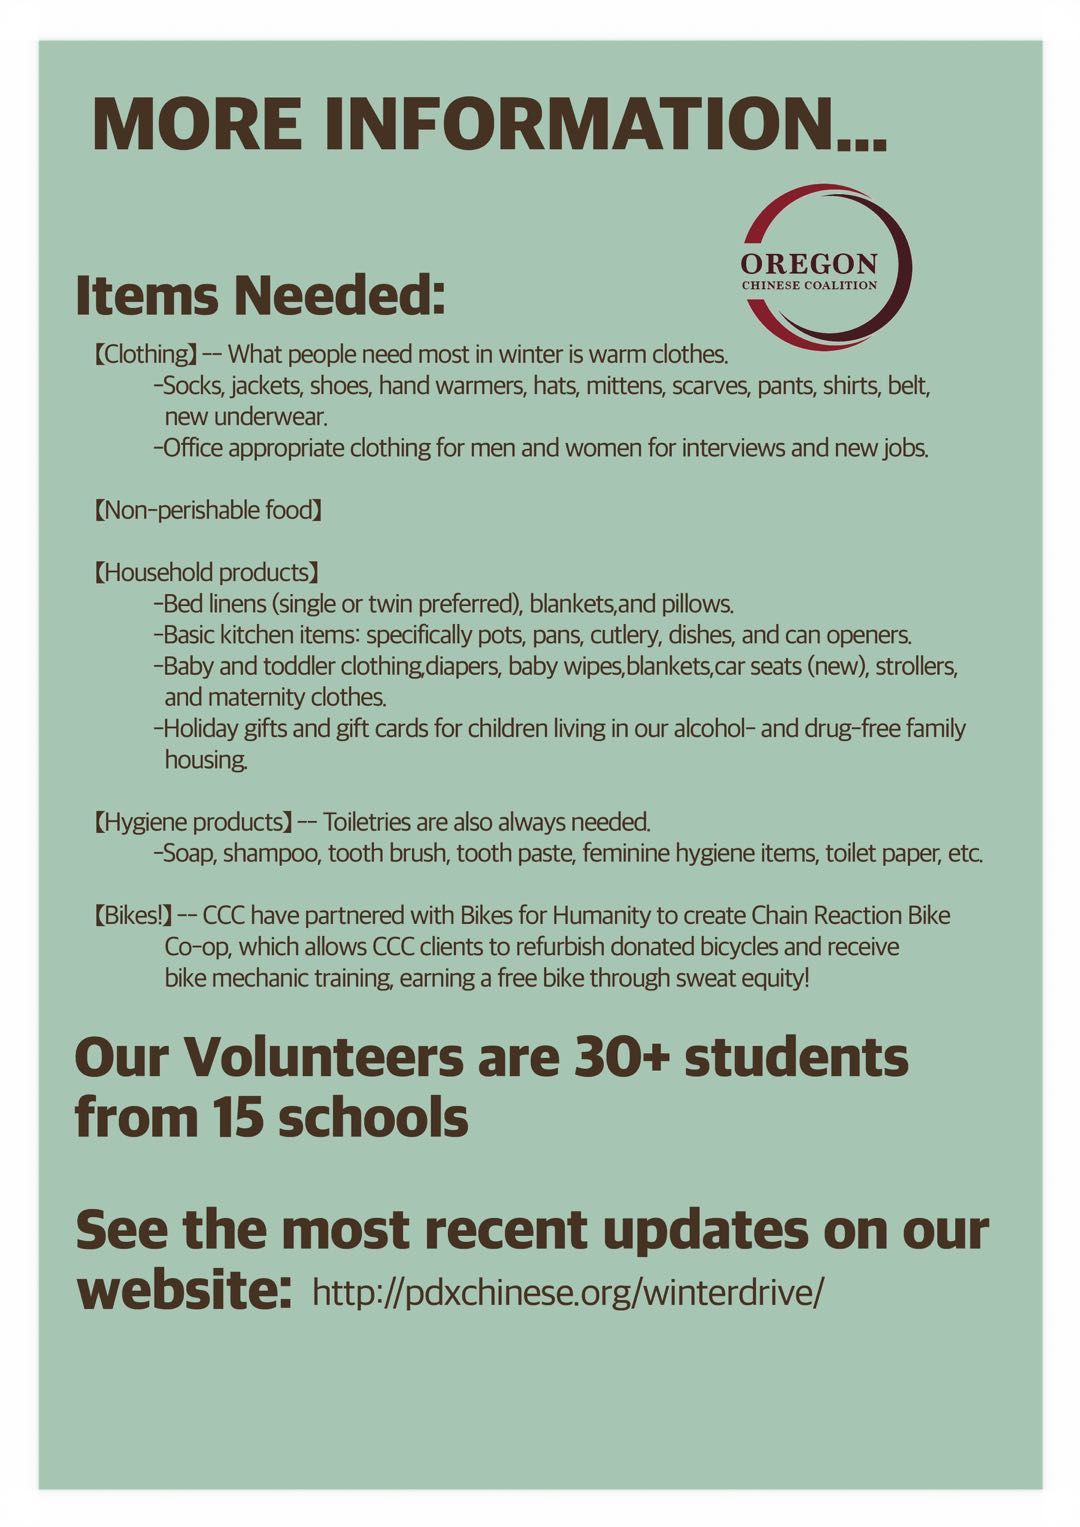 MORE INFORMATION...
OREGON
CHINESE COALITION
Items Needed:
【Clothing】-- What people need most in winter is warm clothes.
-Socks, jackets, shoes, hand warmers, hats, mittens, scarves, pants, shirts, belt,
new underwear.
-Office appropriate clothing for men and women for interviews and new jobs.
【Non-perishable food】
【Household products】
-Bed linens (single or twin preferred), blankets,and pillows.
-Basic kitchen items: specifically pots, pans, cutlery, dishes, and can openers.
-Baby and toddler clothing,diapers, baby wipes,blankets,car seats (new), strollers,
and maternity clothes.
-Holiday gifts and gift cards for children living in our alcohol- and drug-free family
housing.
【Hygiene products】-- Toiletries are also always needed.
-Soap, shampoo, tooth brush, tooth paste, feminine hygiene items, toilet paper, etc.
【Bikes!】-- CCC have partnered with Bikes for Humanity to create Chain Reaction Bike
Co-op, which allows CCC clients to refurbish donated bicycles and receive
bike mechanic training, earning a free bike through sweat equity!
Our Volunteers are 30+ students
from 15 schools
See the most recent updates on our
website: http://pdxchinese.org/winterdrive/